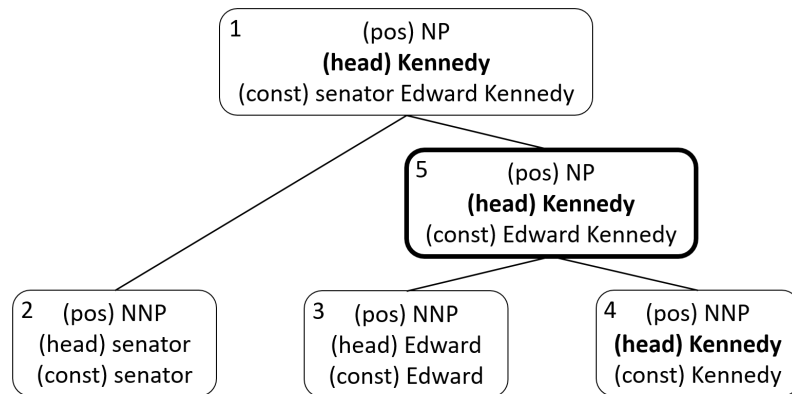 1
(pos) NP
(head) Kennedy
(const) senator Edward Kennedy
5
(pos) NP
(head) Kennedy
(const) Edward Kennedy
2
(pos) NNP
(head) senator
(const) senator
3
(pos) NNP
(head) Edward
(const) Edward
4
(pos) NNP
(head) Kennedy
(const) Kennedy